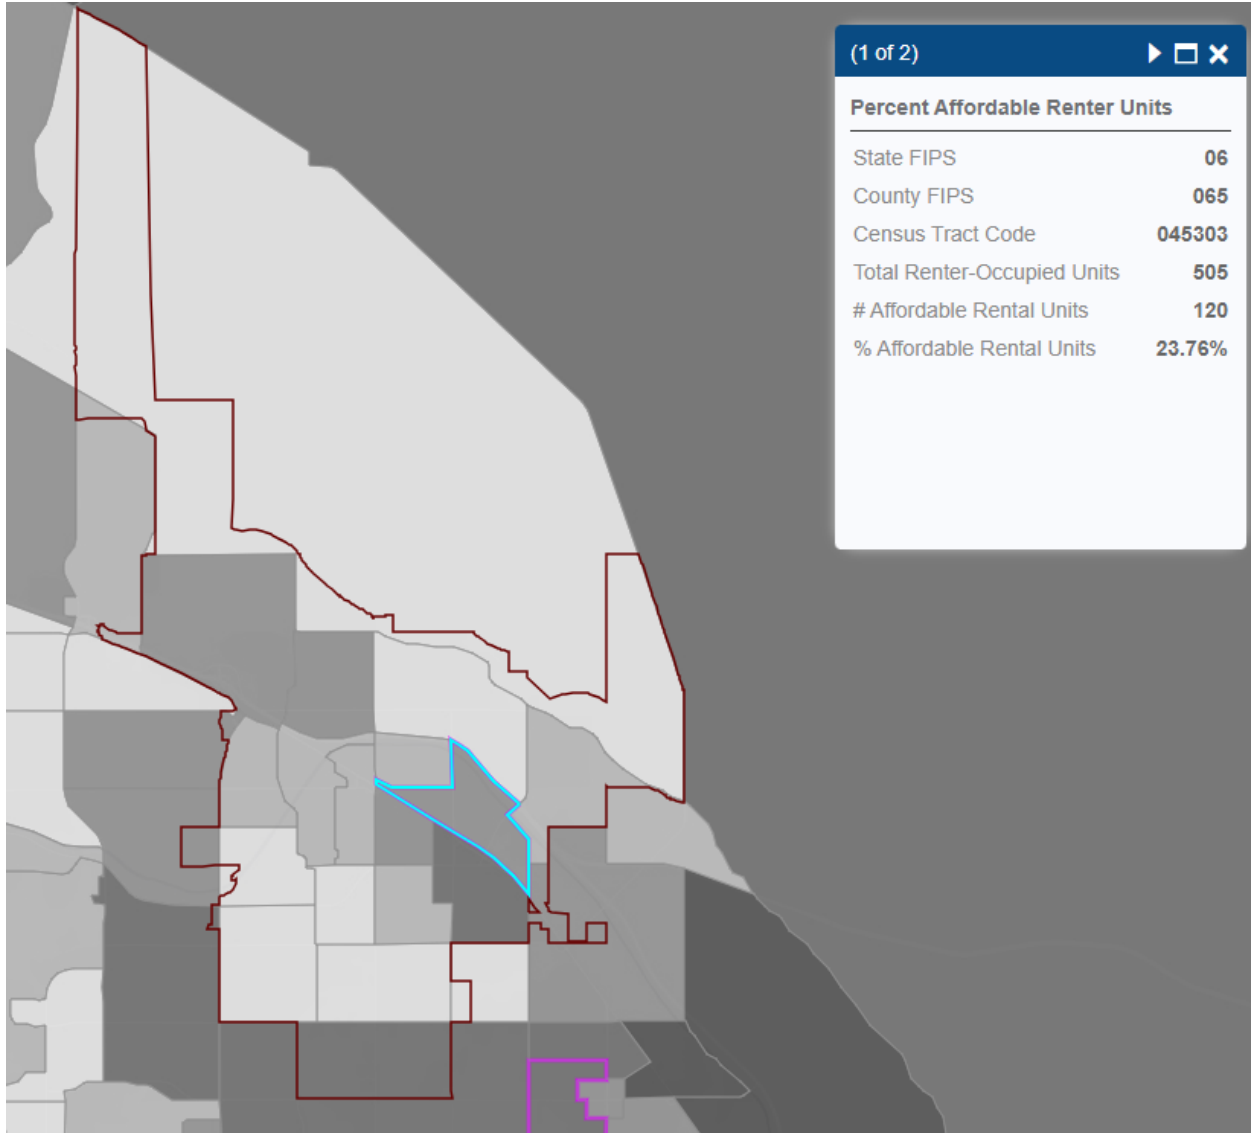 (1 of 2)
Percent Affordable Renter Units
State FIPS 06
County FIPS 065
Census Tract Code 045303
Total Renter-Occupied Units 505
# Affordable Rental Units 120
% Affordable Rental Units 23.76%